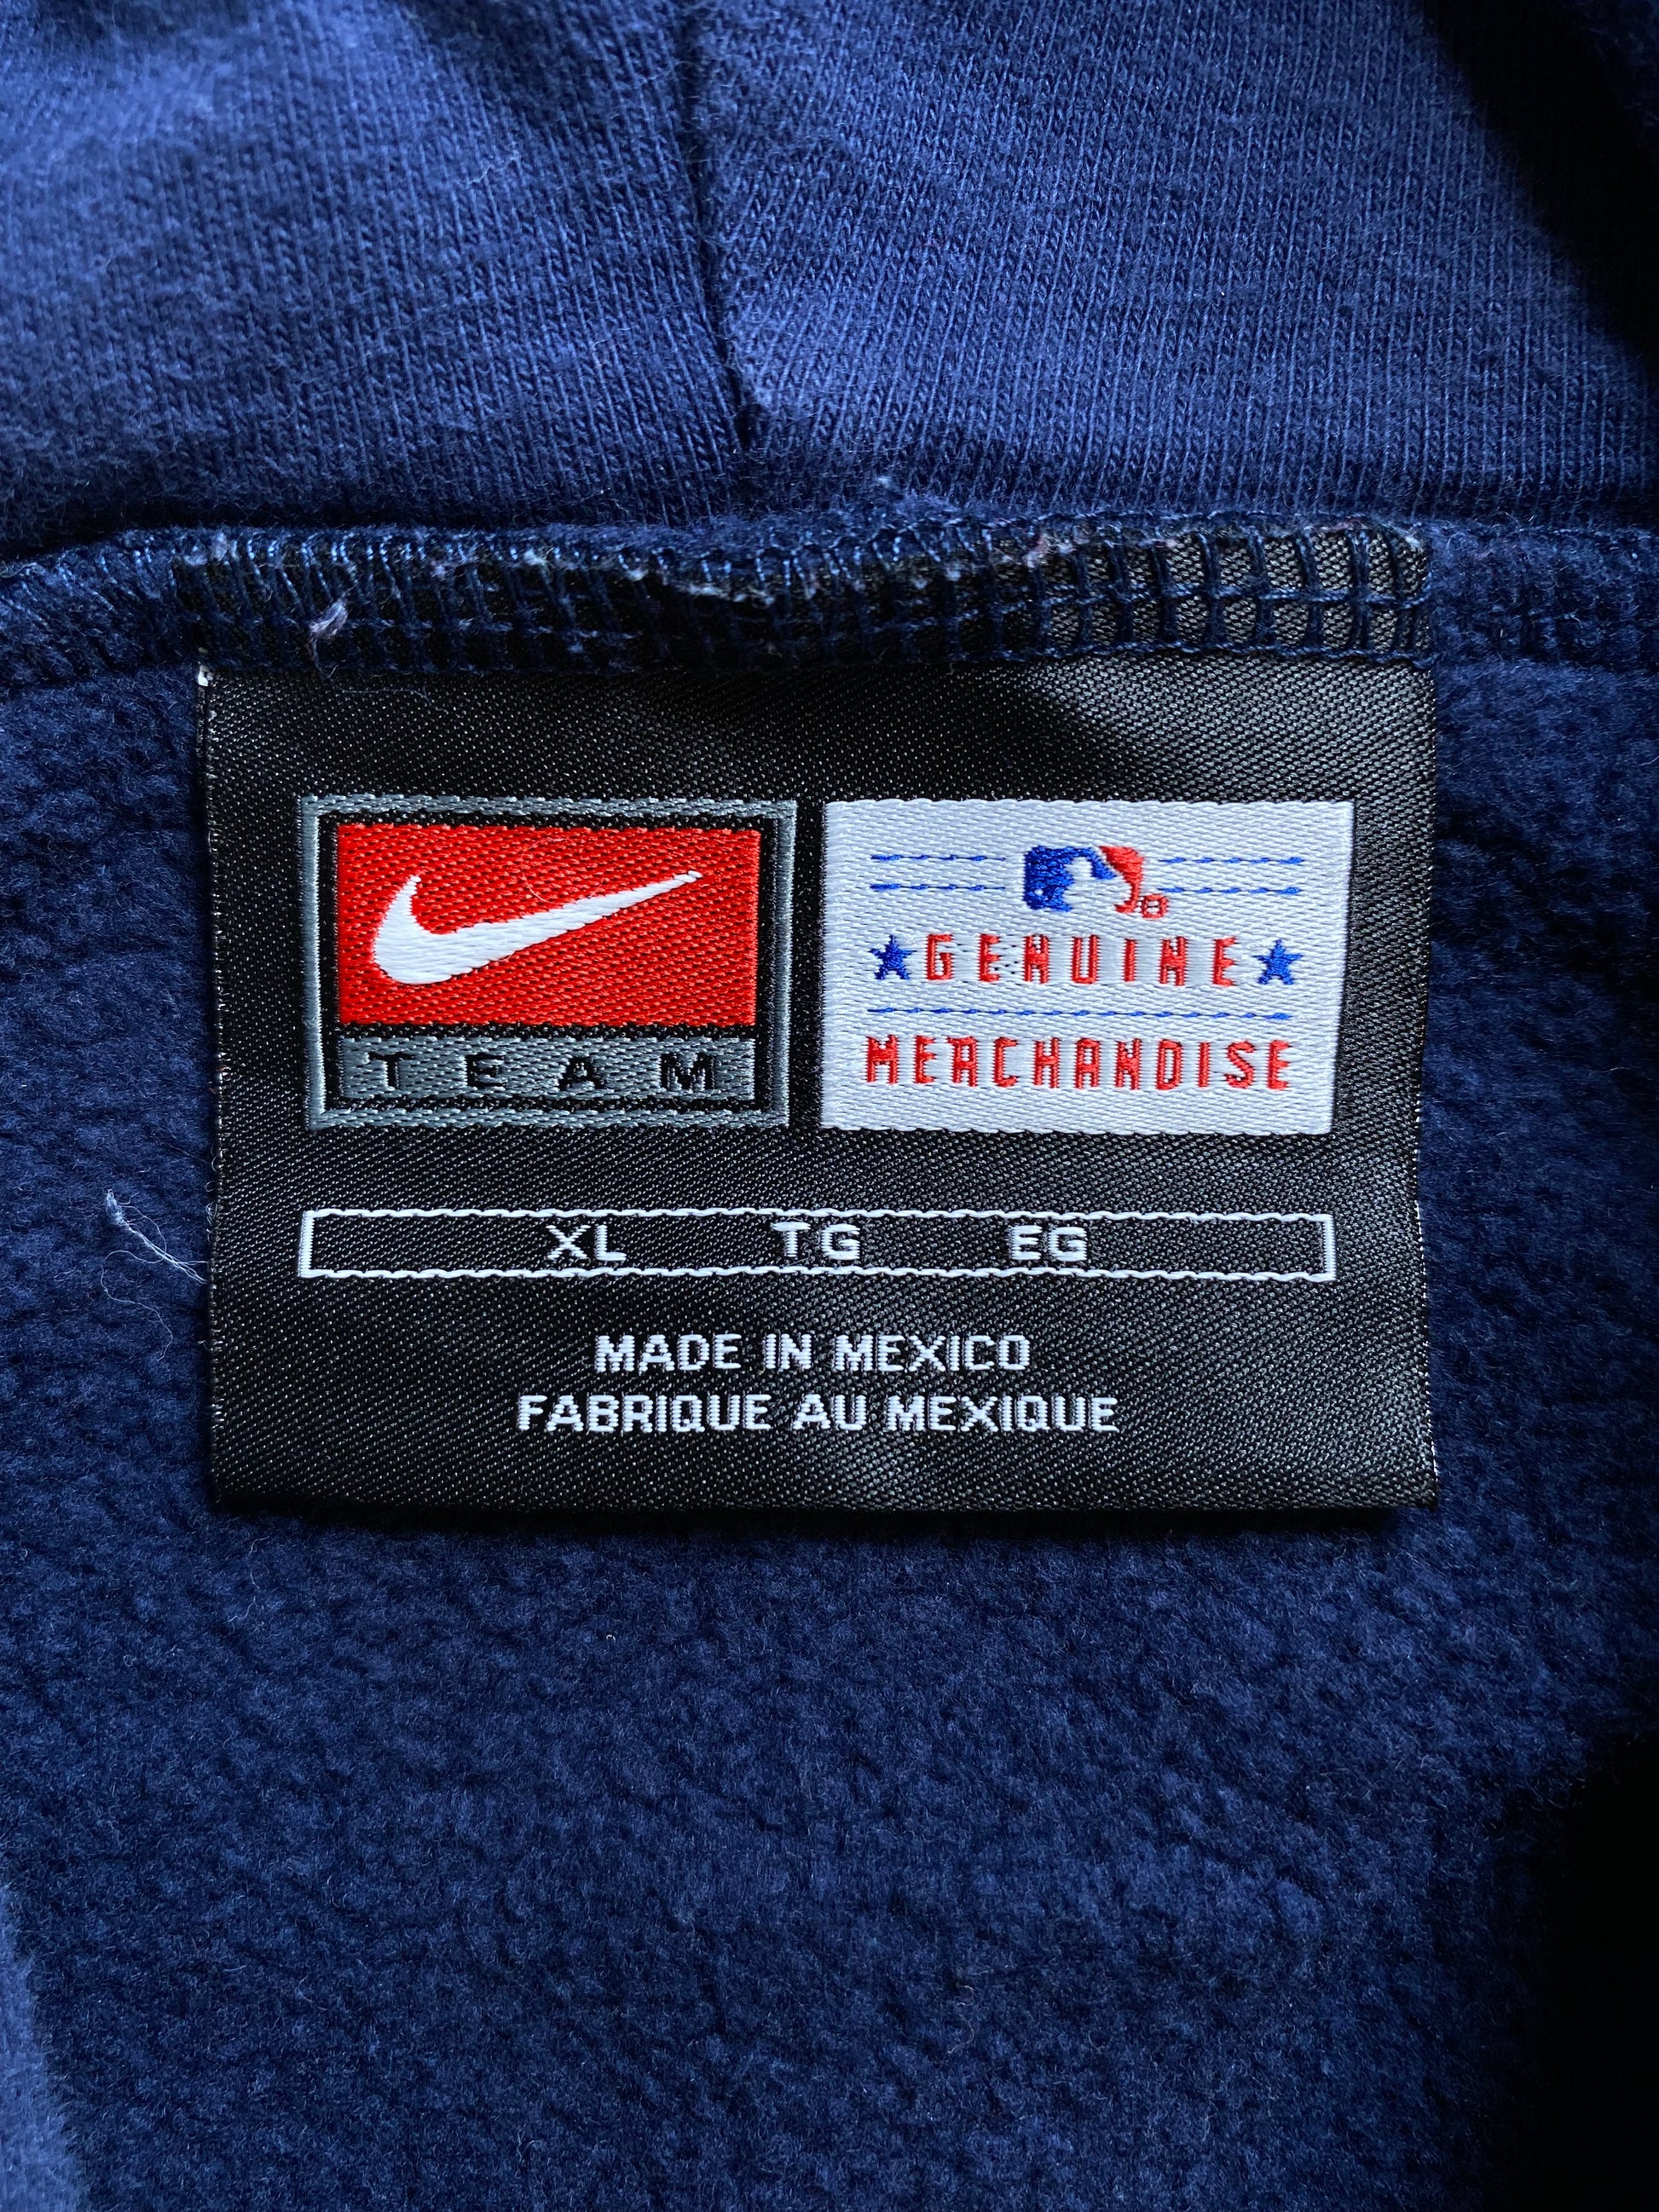 TEAM
GENUINE
MERCHANDISE
XL TG EG
MADE IN MEXICO
FABRIQUE AU MEXIQUE